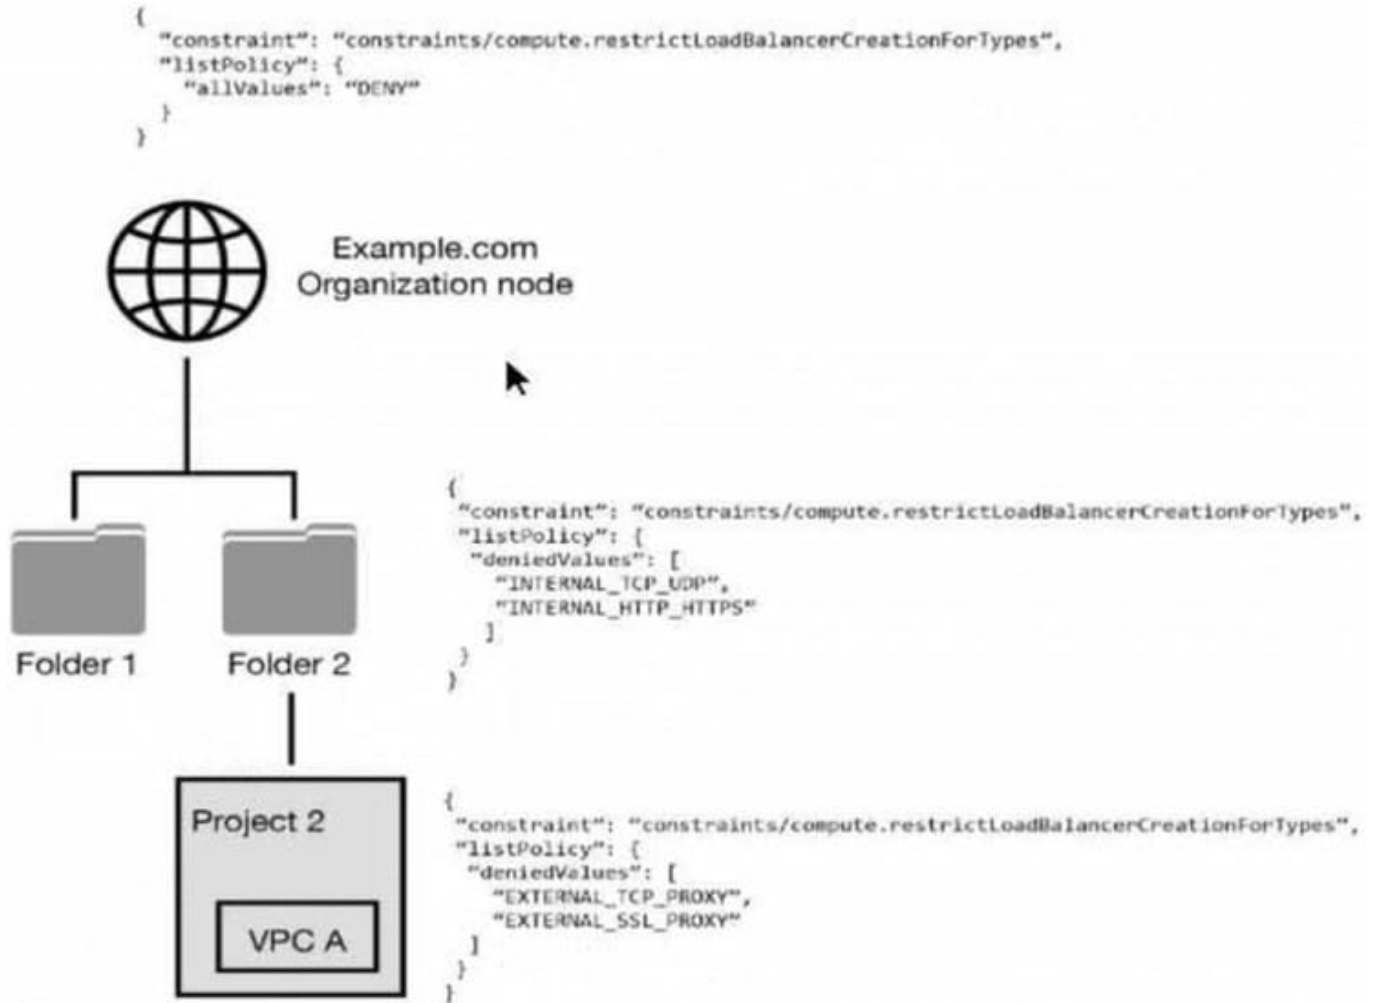 {
"constraint": "constraints/compute.restrictLoadBalancerCreationForTypes",
"listPolicy": {
"allValues": "DENY"
}
}
Example.com
Organization node
Folder 1
Folder 2
{
"constraint": "constraints/compute.restrictLoadBalancerCreationForTypes",
"listPolicy": {
"deniedValues": [
"INTERNAL_TCP_UDP",
"INTERNAL_HTTP_HTTPS"
]
}
}
Project 2
VPC A
{
"constraint": "constraints/compute.restrictLoadBalancerCreationForTypes",
"listPolicy": {
"deniedValues": [
"EXTERNAL_TCP_PROXY",
"EXTERNAL_SSL_PROXY"
]
}
}